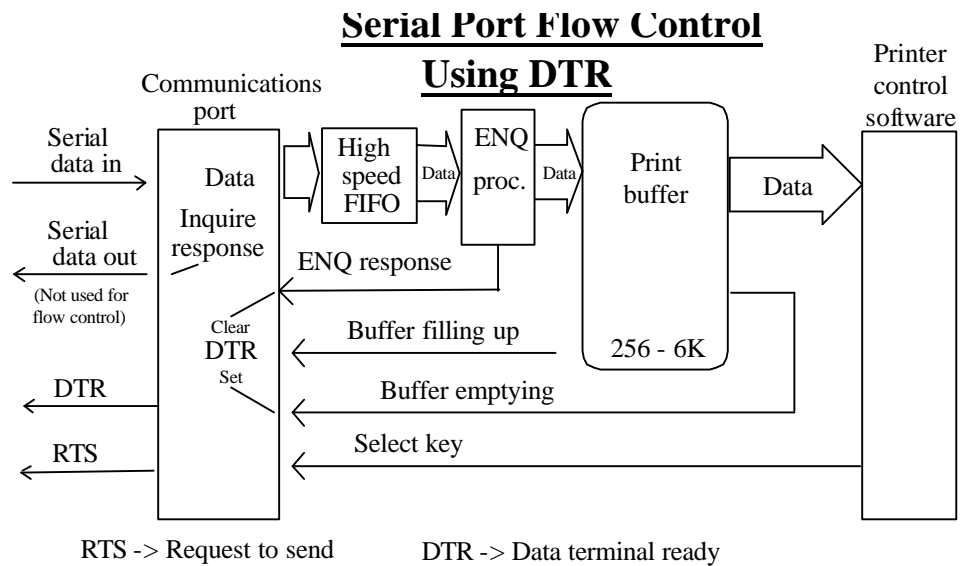 Serial Port Flow Control
Using DTR
Printer
control
software
Communications
port
Serial
data in
Data
High
speed
FIFO
Data
ENQ
proc.
Data
Print
buffer
Data
Inquire
response
Serial
data out
(Not used for
flow control)
ENQ response
Clear
DTR
Set
Buffer filling up
256 - 6K
Buffer emptying
DTR
Select key
RTS
RTS -> Request to send
DTR -> Data terminal ready